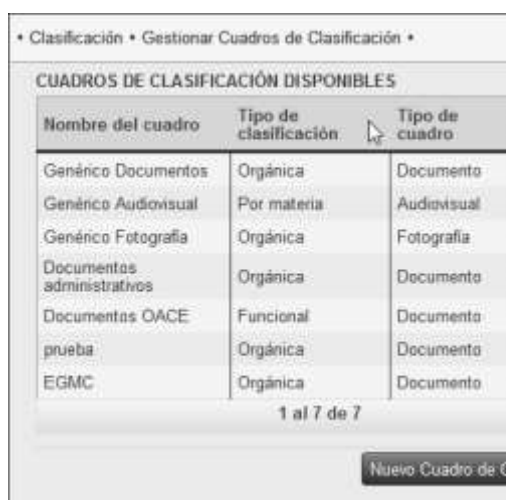 • Clasificación • Gestionar Cuadros de Clasificación •
CUADROS DE CLASIFICACIÓN DISPONIBLES
Nombre del cuadro Tipo de clasificación Tipo de cuadro
Genérico Documentos Orgánica Documento
Genérico Audiovisual Por materia Audiovisual
Genérico Fotografía Orgánica Fotografía
Documentos administrativos Orgánica Documento
Documentos OACE Funcional Documento
prueba Orgánica Documento
EGMC Orgánica Documento
1 al 7 de 7
Nuevo Cuadro de C